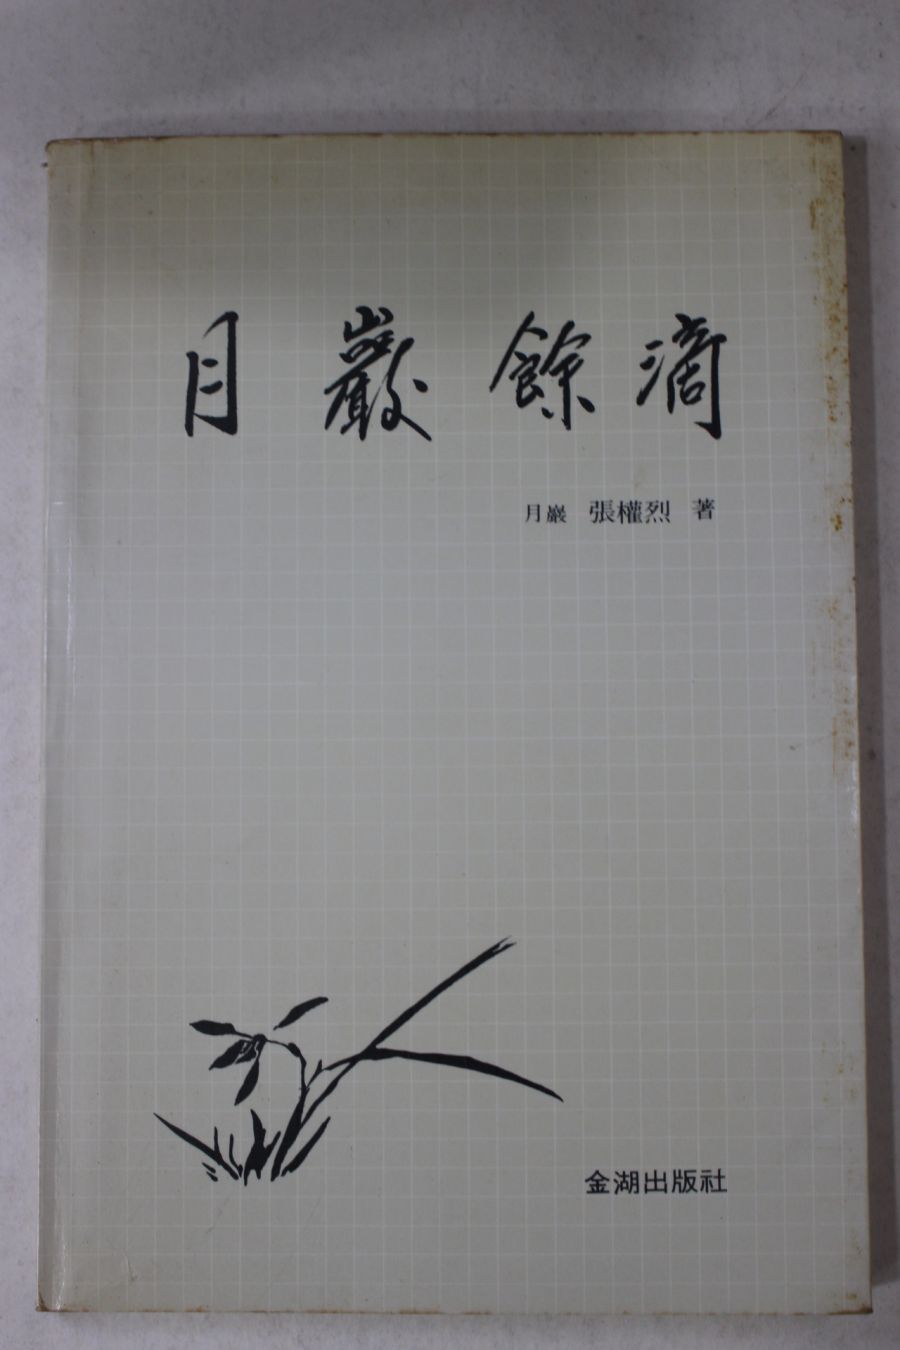 月巖餘滴
月巖 張權烈 著
金湖出版社